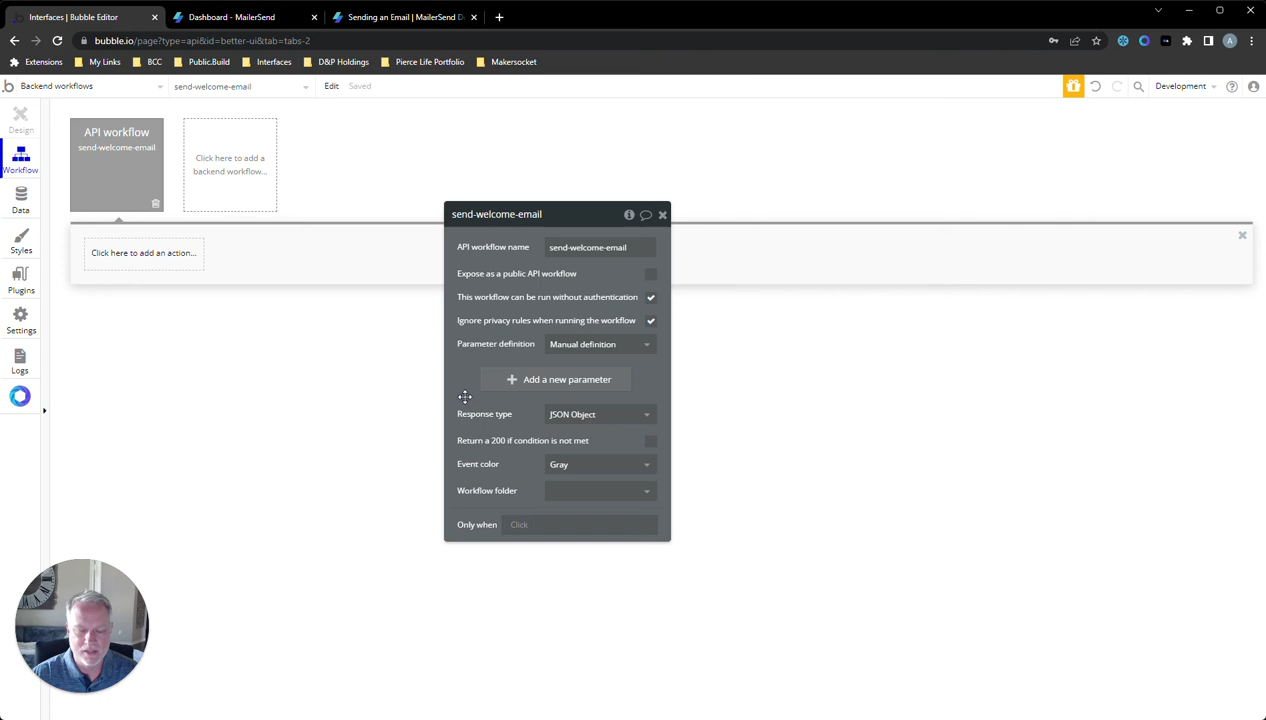 Interfaces | Bubble Editor
Dashboard - MailerSend
Sending an Email | MailerSend D
bubble.io/page?type=api&id=better-ui&tab=tabs-2
A
Extensions
My Links
BCC
Public.Build
Interfaces
D&P Holdings
Pierce Life Portfolio
Makersocket
Backend workflows
send-welcome-email
Edit
Saved
Development
Design
Workflow
Data
Styles
Plugins
Settings
Logs
API workflow
send-welcome-email
Click here to add a
backend workflow...
Click here to add an action...
send-welcome-email
API workflow name
send-welcome-email
Expose as a public API workflow
This workflow can be run without authentication
Ignore privacy rules when running the workflow
Parameter definition
Manual definition
Add a new parameter
Response type
JSON Object
Return a 200 if condition is not met
Event color
Gray
Workflow folder
Only when
Click